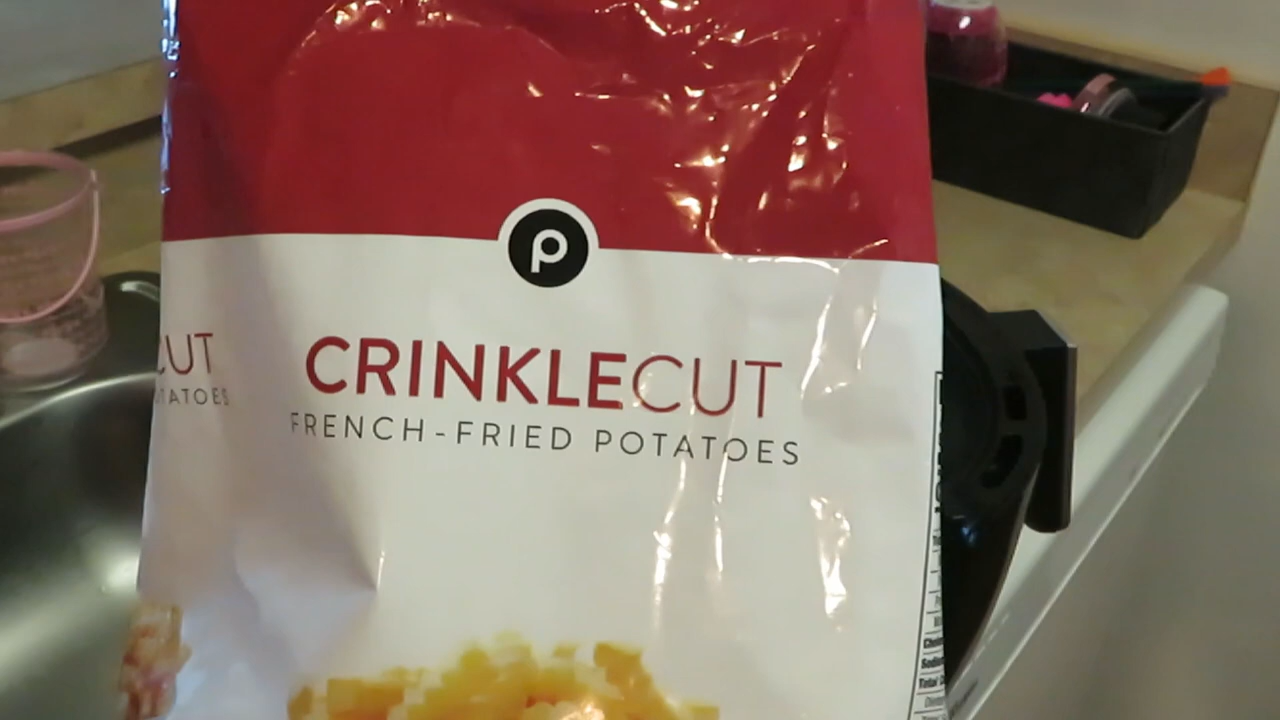 p
CRINKLECUT
FRENCH-FRIED POTATOES
CUT
TATOES